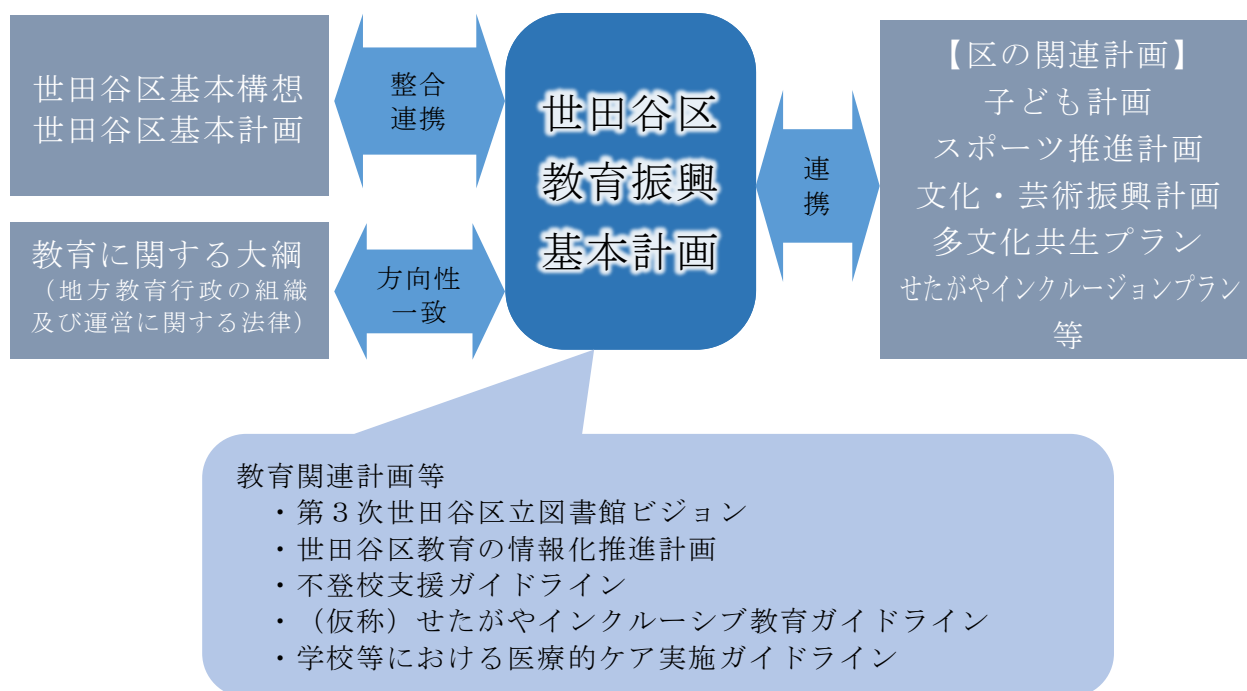 世田谷区基本構想
世田谷区基本計画
整合
連携
教育に関する大綱
（地方教育行政の組織
及び運営に関する法律）
方向性
一致
世田谷区
教育振興
基本計画
連
携
【区の関連計画】
子ども計画
スポーツ推進計画
文化・芸術振興計画
多文化共生プラン
せたがやインクルージョンプラン
等
教育関連計画等
・第３次世田谷区立図書館ビジョン
・世田谷区教育の情報化推進計画
・不登校支援ガイドライン
・（仮称）せたがやインクルーシブ教育ガイドライン
・学校等における医療的ケア実施ガイドライン